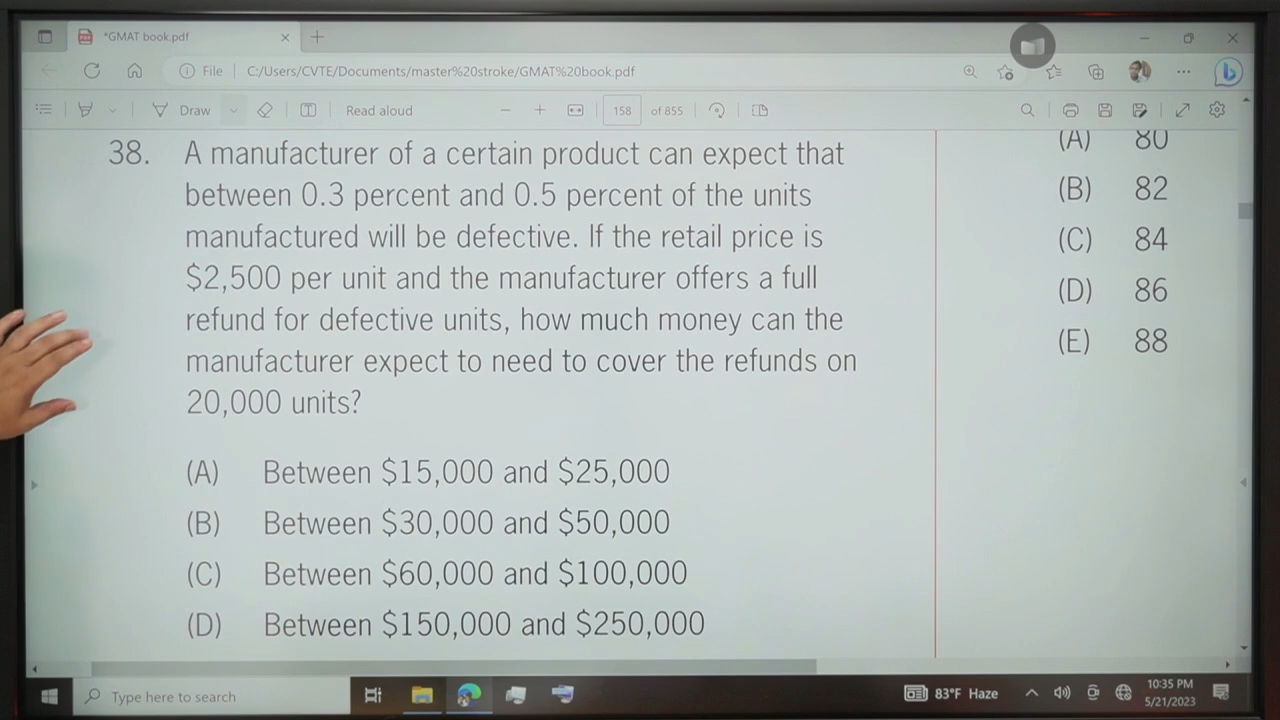 *GMAT book.pdf
File
C:/Users/CVTE/Documents/master%20stroke/GMAT%20book.pdf
Draw
Read aloud
158
of 855
38. A manufacturer of a certain product can expect that
between 0.3 percent and 0.5 percent of the units
manufactured will be defective. If the retail price is
$2,500 per unit and the manufacturer offers a full
refund for defective units, how much money can the
manufacturer expect to need to cover the refunds on
20,000 units?
(A) Between $15,000 and $25,000
(B) Between $30,000 and $50,000
(C) Between $60,000 and $100,000
(D) Between $150,000 and $250,000
(A) 80
(B) 82
(C) 84
(D) 86
(E) 88
Type here to search
83°F Haze
10:35 PM
5/21/2023